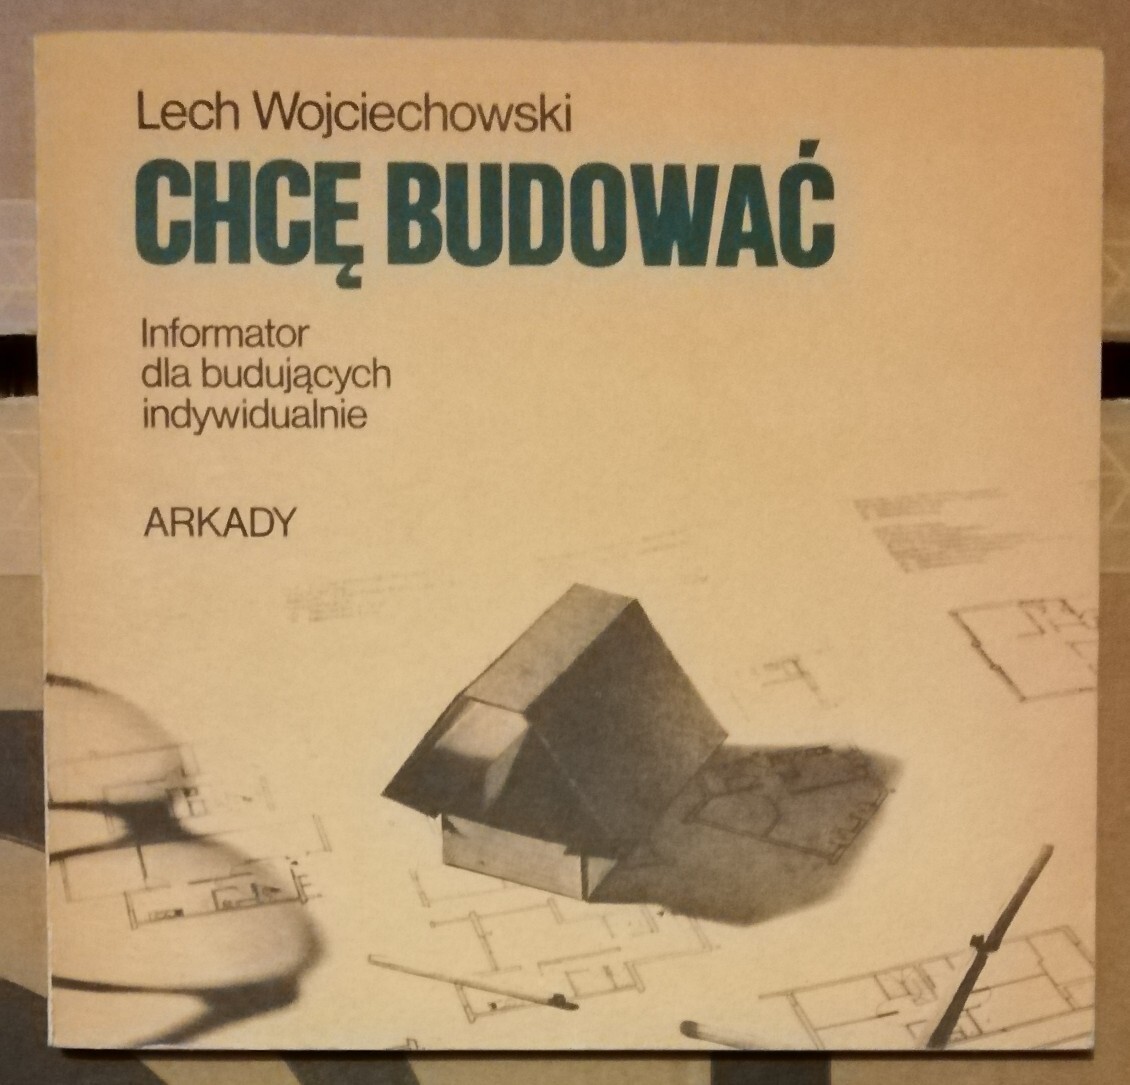 Lech Wojciechowski
CHCĘ BUDOWAĆ
Informator
dla budujących
indywidualnie
ARKADY